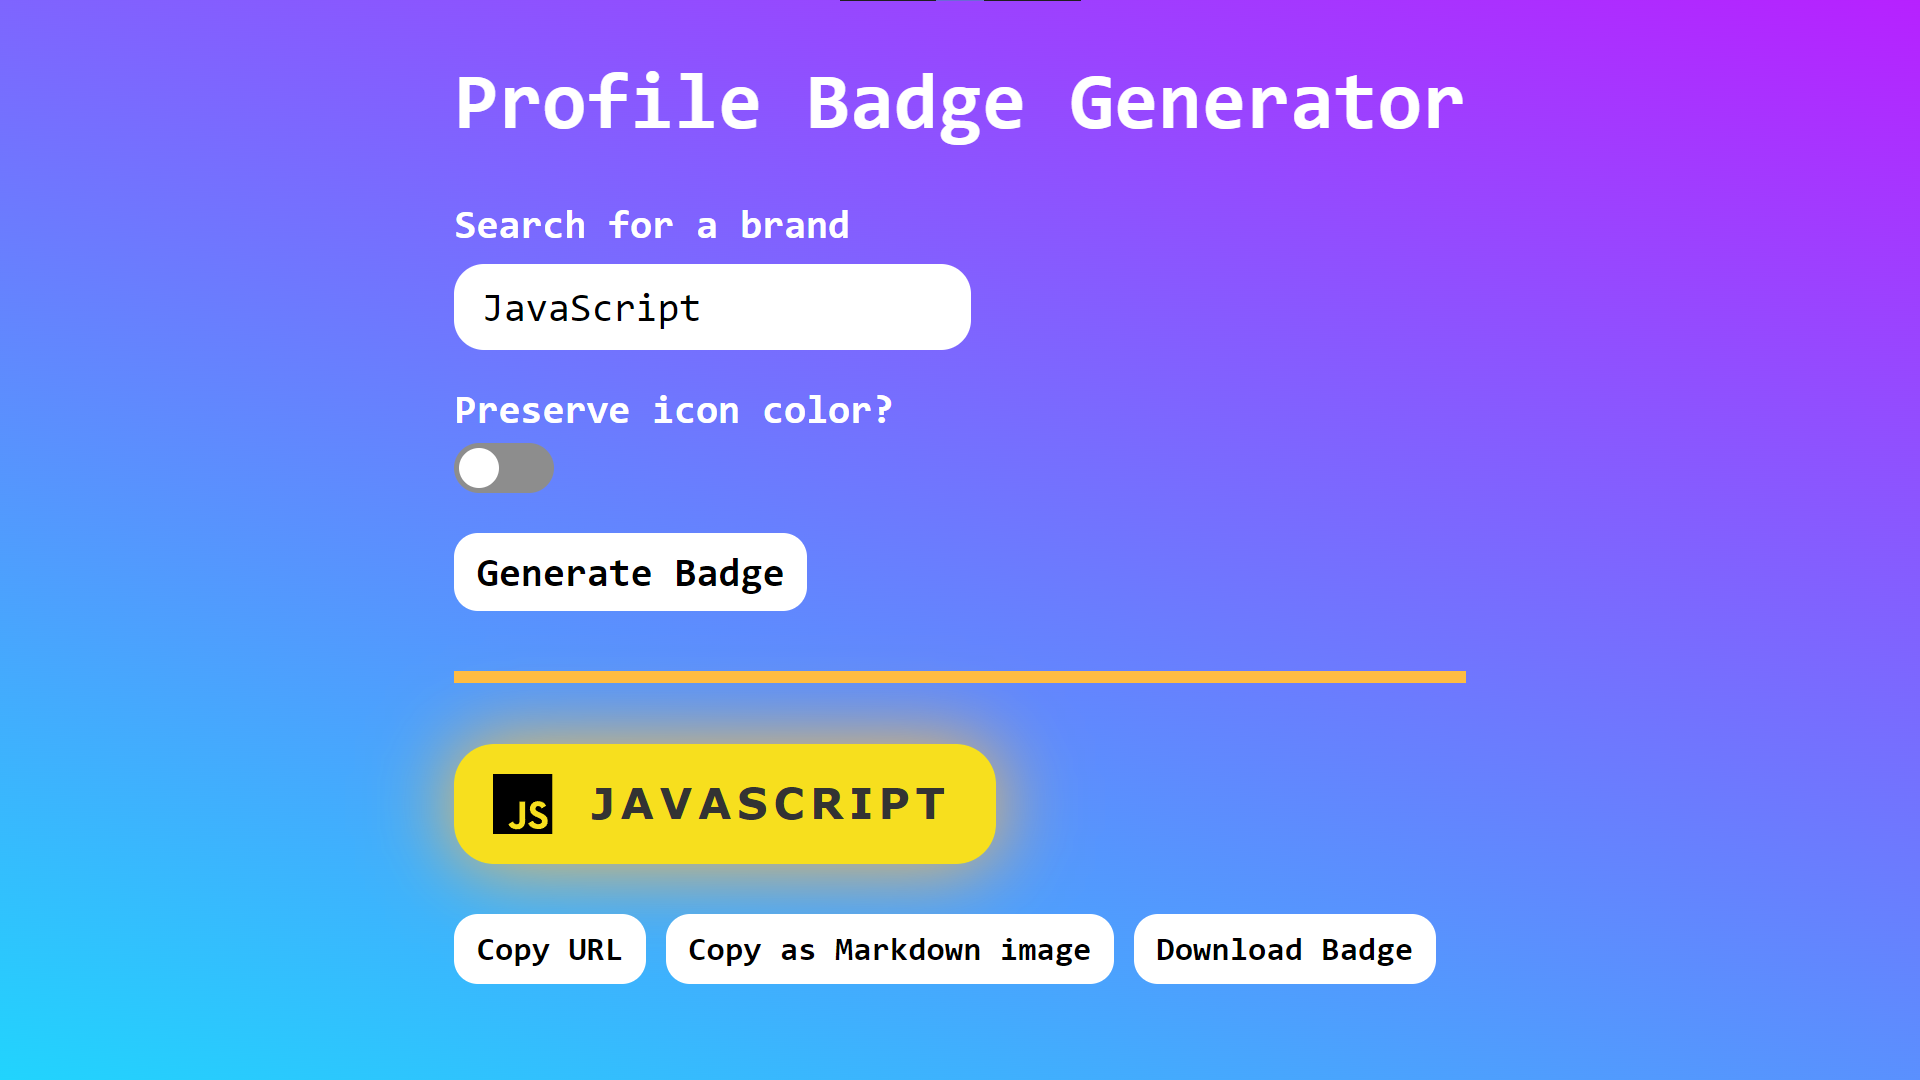 Profile Badge Generator
Search for a brand
JavaScript
Preserve icon color?
Generate Badge
JS JAVASCRIPT
Copy URL Copy as Markdown image Download Badge